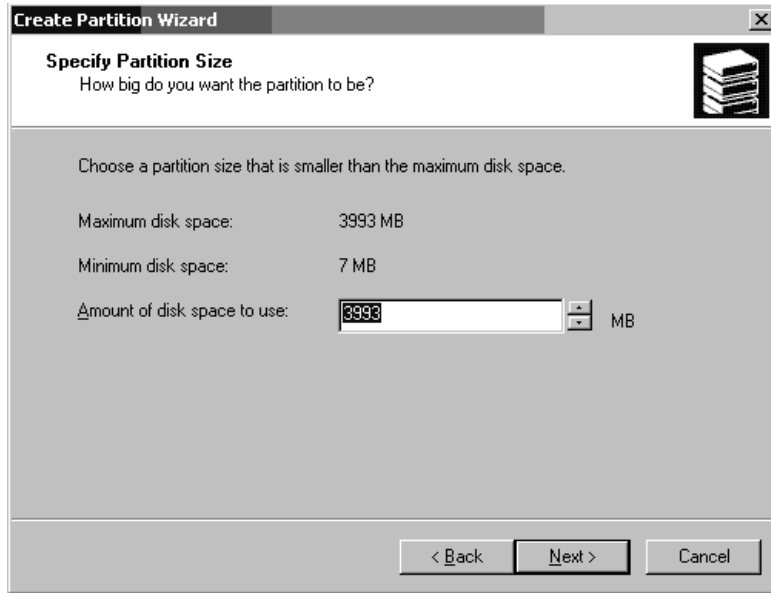 Create Partition Wizard
Specify Partition Size
How big do you want the partition to be?
Choose a partition size that is smaller than the maximum disk space.
Maximum disk space: 3993 MB
Minimum disk space: 7 MB
Amount of disk space to use: 3993 MB
< Back Next > Cancel